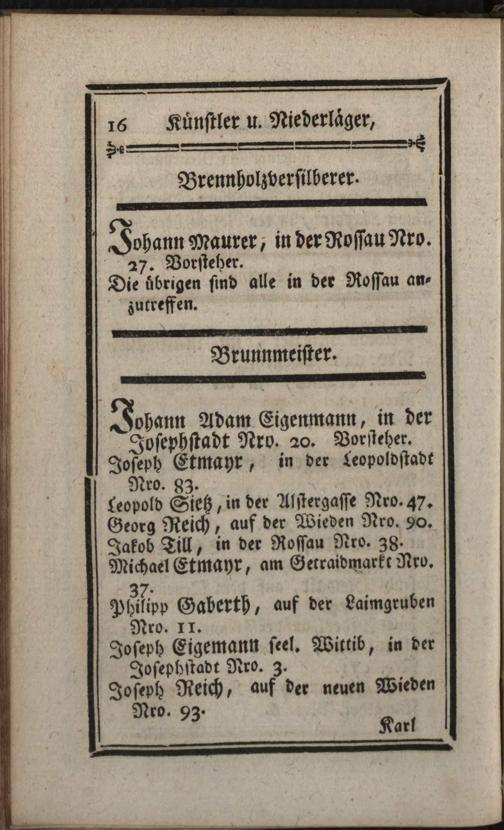 16 Künstler u. Niederläger,
Brennholzversilberer.
Johann Maurer, in der Rossau Nro.
27. Vorsteher.
Die übrigen sind alle in der Rossau an-
zutreffen.
Brunnmeister.
Johann Adam Eigenmann, in der
Josephstadt Nro. 20. Vorsteher.
Joseph Etmayr, in der Leopoldstadt
Nro. 83.
Leopold Sietz, in der Alstergasse Nro. 47.
Georg Reich, auf der Wieden Nro. 90.
Jakob Till, in der Rossau Nro. 38.
Michael Etmayr, am Getraidmarkt Nro.
37.
Philipp Gaberth, auf der Laimgruben
Nro. 11.
Joseph Eigemann seel. Wittib, in der
Josephstadt Nro. 3.
Joseph Reich, auf der neuen Wieden
Nro. 93.
Karl